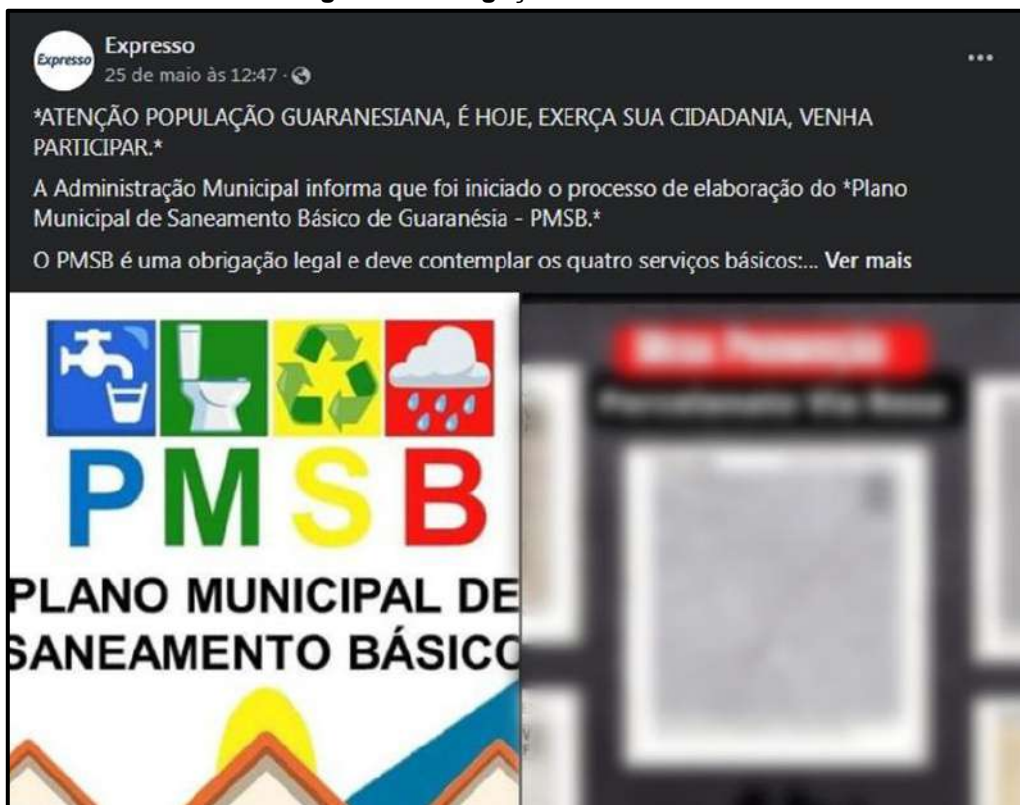 Expresso
Expresso
25 de maio às 12:47 ·
*ATENÇÃO POPULAÇÃO GUARANESIANA, É HOJE, EXERÇA SUA CIDADANIA, VENHA
PARTICIPAR.*
A Administração Municipal informa que foi iniciado o processo de elaboração do *Plano
Municipal de Saneamento Básico de Guaranésia - PMSB.*
O PMSB é uma obrigação legal e deve contemplar os quatro serviços básicos:... Ver mais
PMSB
PLANO MUNICIPAL DE
SANEAMENTO BÁSICO